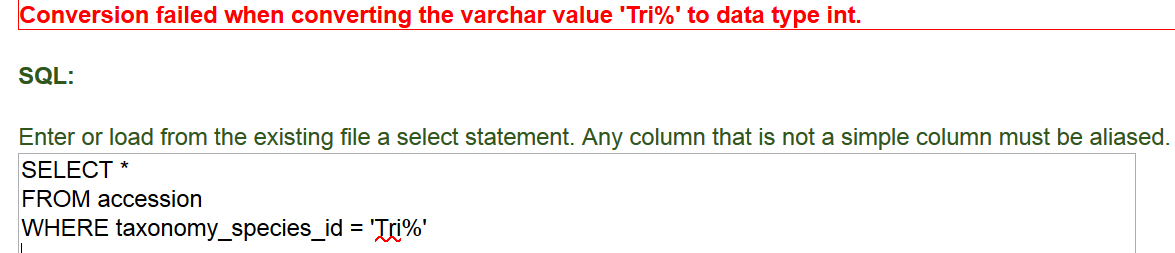 Conversion failed when converting the varchar value 'Tri%' to data type int.
SQL:
Enter or load from the existing file a select statement. Any column that is not a simple column must be aliased.
SELECT *
FROM accession
WHERE taxonomy_species_id = 'Tri%'